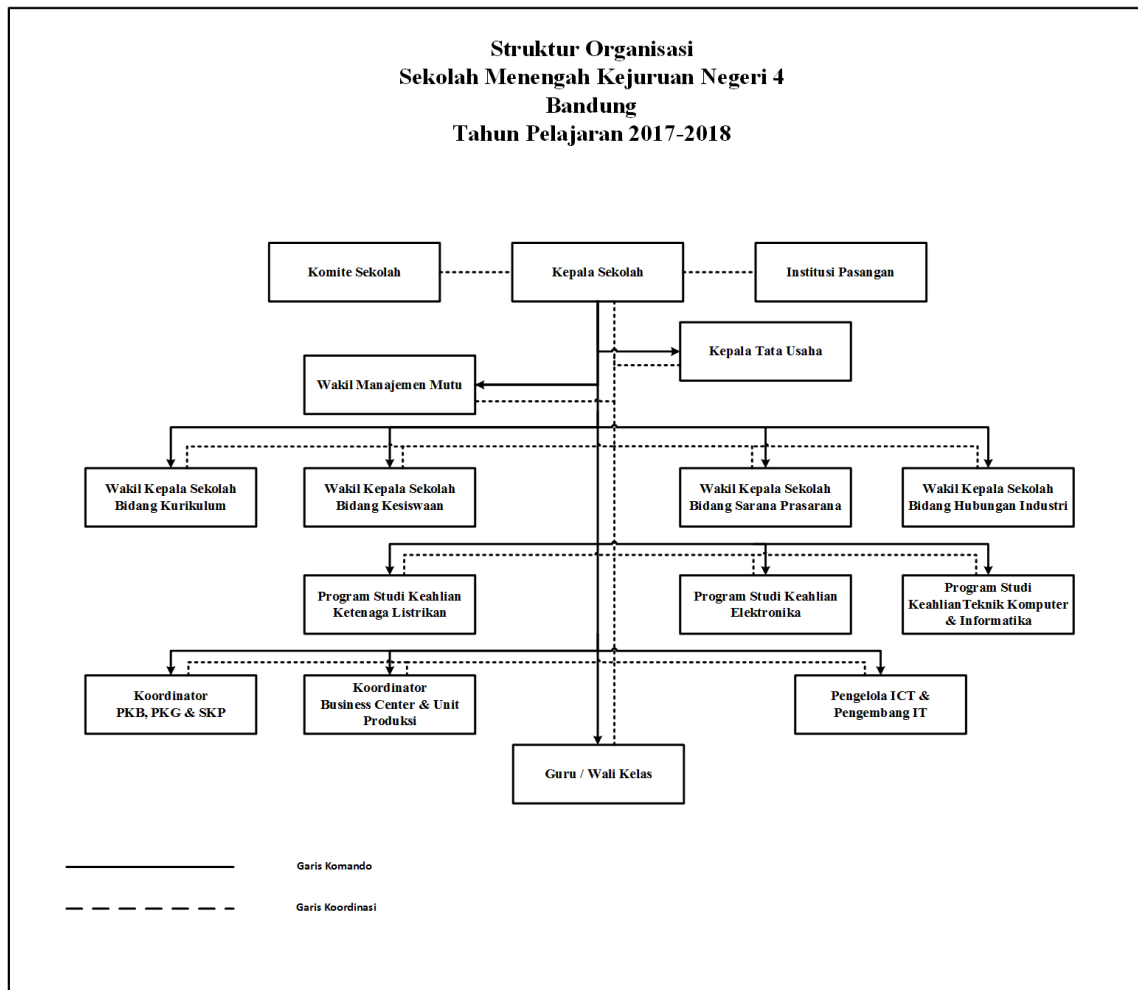 Struktur Organisasi
Sekolah Menengah Kejuruan Negeri 4
Bandung
Tahun Pelajaran 2017-2018
Komite Sekolah
Kepala Sekolah
Institusi Pasangan
Kepala Tata Usaha
Wakil Manajemen Mutu
Wakil Kepala Sekolah
Bidang Kurikulum
Wakil Kepala Sekolah
Bidang Kesiswaan
Wakil Kepala Sekolah
Bidang Sarana Prasarana
Wakil Kepala Sekolah
Bidang Hubungan Industri
Program Studi Keahlian
Ketenaga Listrikan
Program Studi Keahlian
Elektronika
Program Studi
KeahlianTeknik Komputer
& Informatika
Koordinator
PKB, PKG & SKP
Koordinator
Business Center & Unit
Produksi
Pengelola ICT &
Pengembang IT
Guru / Wali Kelas
Garis Komando
Garis Koordinasi